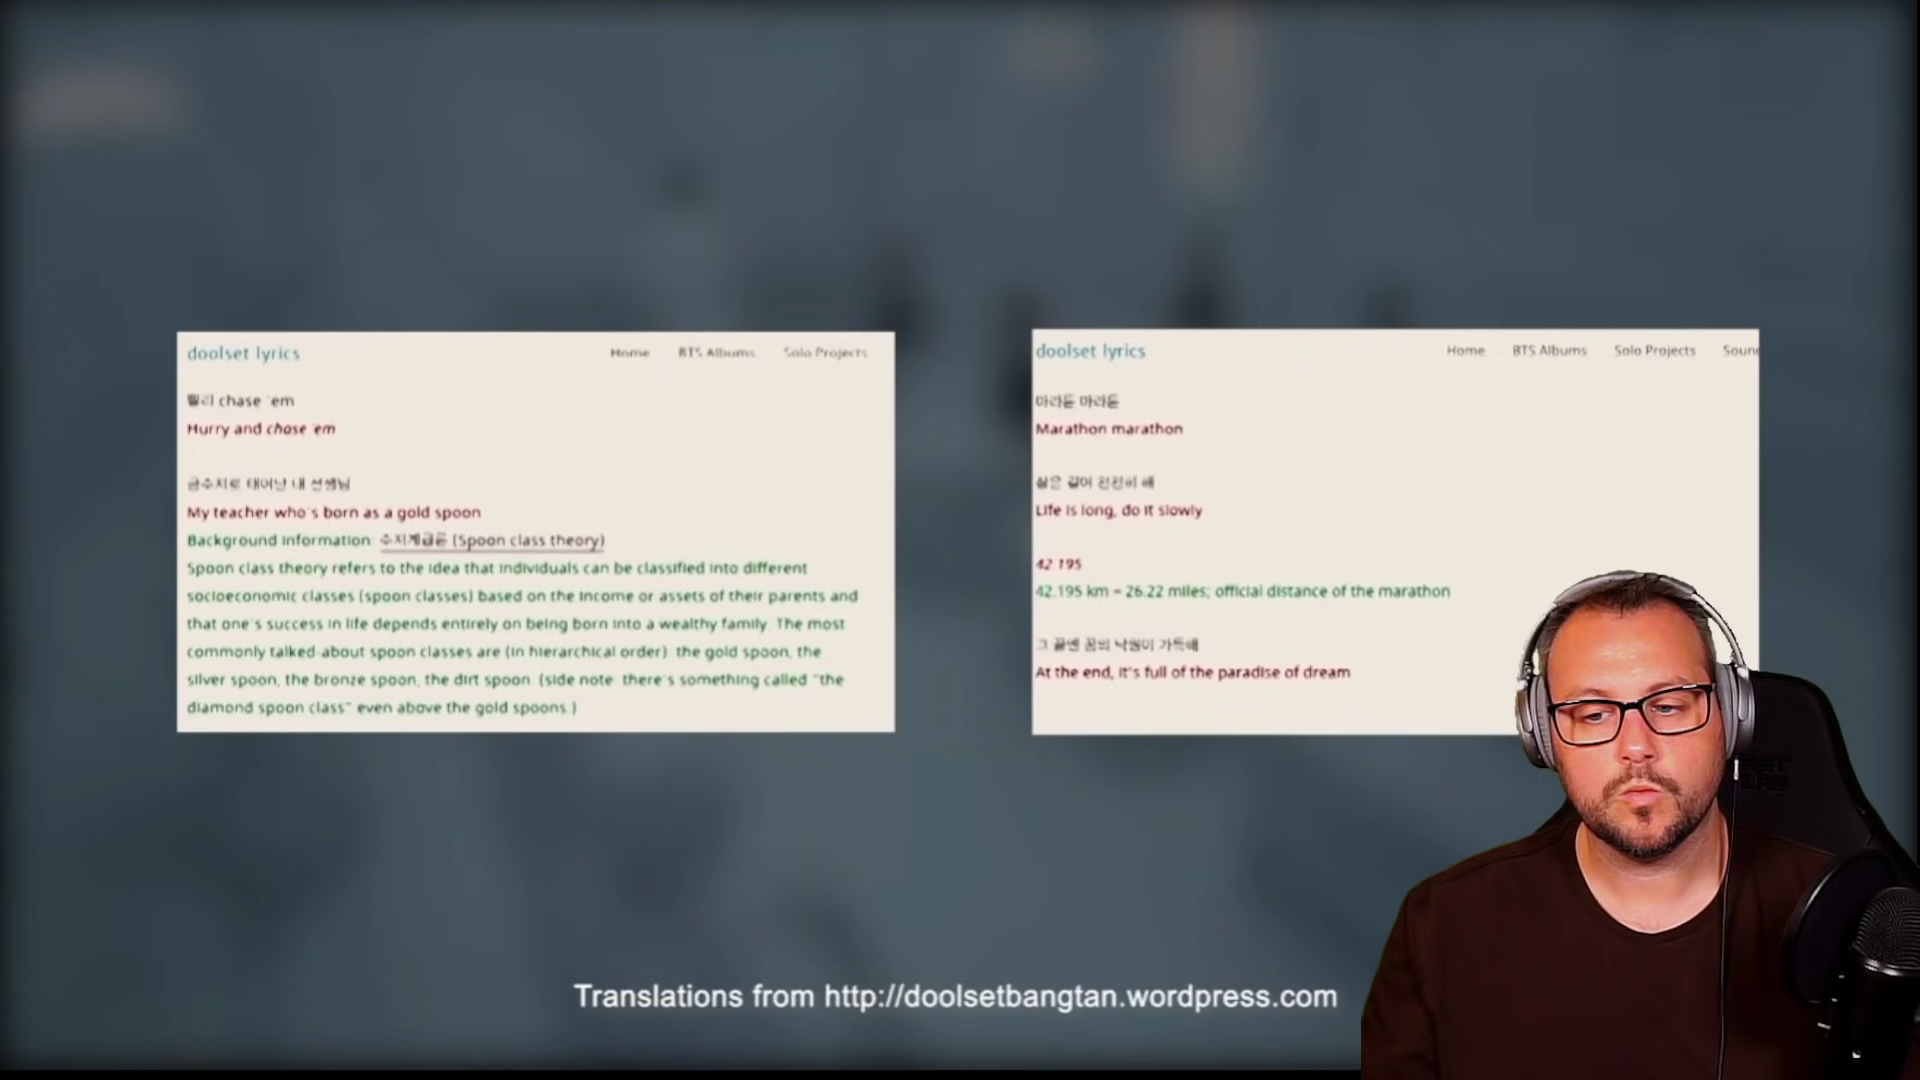 doolset lyrics
Home BTS Albums Solo Projects
빨리 chase 'em
Hurry and chase 'em
금수저로 태어난 내 선생님
My teacher who's born as a gold spoon
Background information: 수저계급론 (Spoon class theory)
Spoon class theory refers to the idea that individuals can be classified into different
socioeconomic classes (spoon classes) based on the income or assets of their parents and
that one's success in life depends entirely on being born into a wealthy family. The most
commonly talked-about spoon classes are (in hierarchical order): the gold spoon, the
silver spoon, the bronze spoon, the dirt spoon. (side note: there's something called "the
diamond spoon class" even above the gold spoons.)
doolset lyrics
Home BTS Albums Solo Projects Soun
마라톤 마라톤
Marathon marathon
삶은 길어 천천히 해
Life is long, do it slowly
42.195
42.195 km = 26.22 miles; official distance of the marathon
그 끝엔 꿈의 낙원이 가득해
At the end, it's full of the paradise of dream
Translations from http://doolsetbangtan.wordpress.com